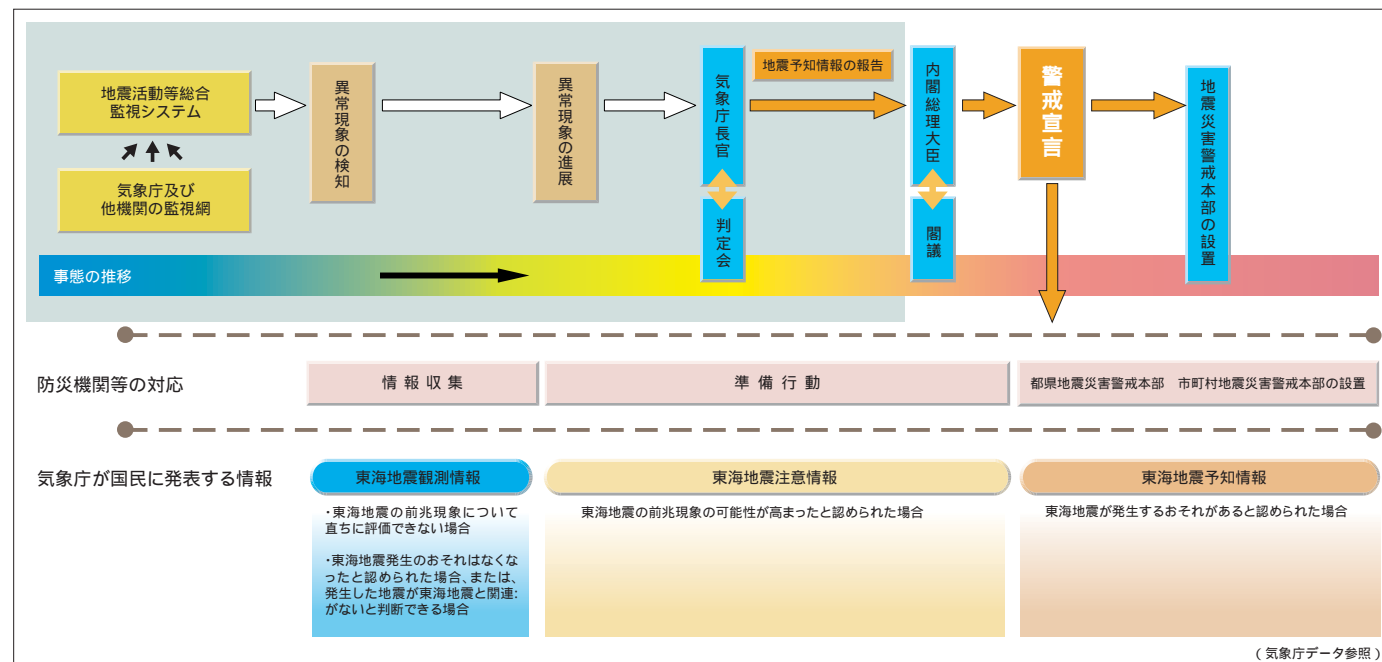 地震活動等総合
監視システム
気象庁及び
他機関の監視網
異常現象の検知
異常現象の進展
気象庁長官
判定会
地震予知情報の報告
内閣総理大臣
閣議
警戒宣言
地震災害警戒本部の設置
事態の推移
防災機関等の対応
情報収集
準備行動
都県地震災害警戒本部　市町村地震災害警戒本部の設置
気象庁が国民に発表する情報
東海地震観測情報
・東海地震の前兆現象について
直ちに評価できない場合
・東海地震発生のおそれはなくな
ったと認められた場合、または、
発生した地震が東海地震と関連:
がないと判断できる場合
東海地震注意情報
東海地震の前兆現象の可能性が高まったと認められた場合
東海地震予知情報
東海地震が発生するおそれがあると認められた場合
(気象庁データ参照)